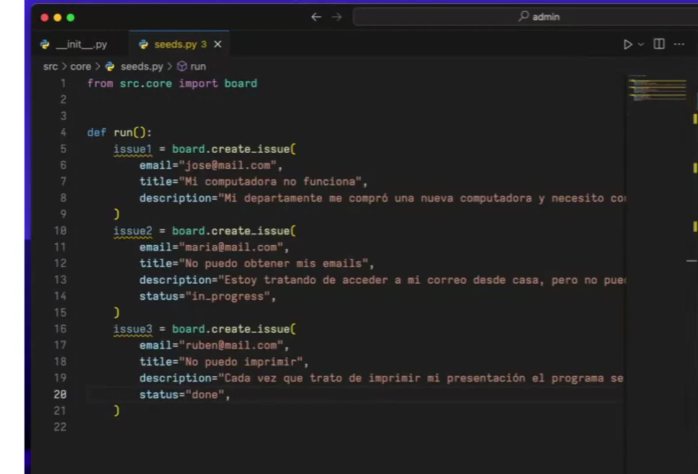 admin
__init__.py
seeds.py 3
src > core > seeds.py > run
1 from src.core import board
2
3
4 def run():
5 issue1 = board.create_issue(
6 email="jose@mail.com",
7 title="Mi computadora no funciona",
8 description="Mi departamente me compró una nueva computadora y necesito
9 )
10 issue2 = board.create_issue(
11 email="maria@mail.com",
12 title="No puedo obtener mis emails",
13 description="Estoy tratando de acceder a mi correo desde casa, pero no
14 status="in_progress",
15 )
16 issue3 = board.create_issue(
17 email="ruben@mail.com",
18 title="No puedo imprimir",
19 description="Cada vez que trato de imprimir mi presentación el programa se
20 status="done",
21 )
22